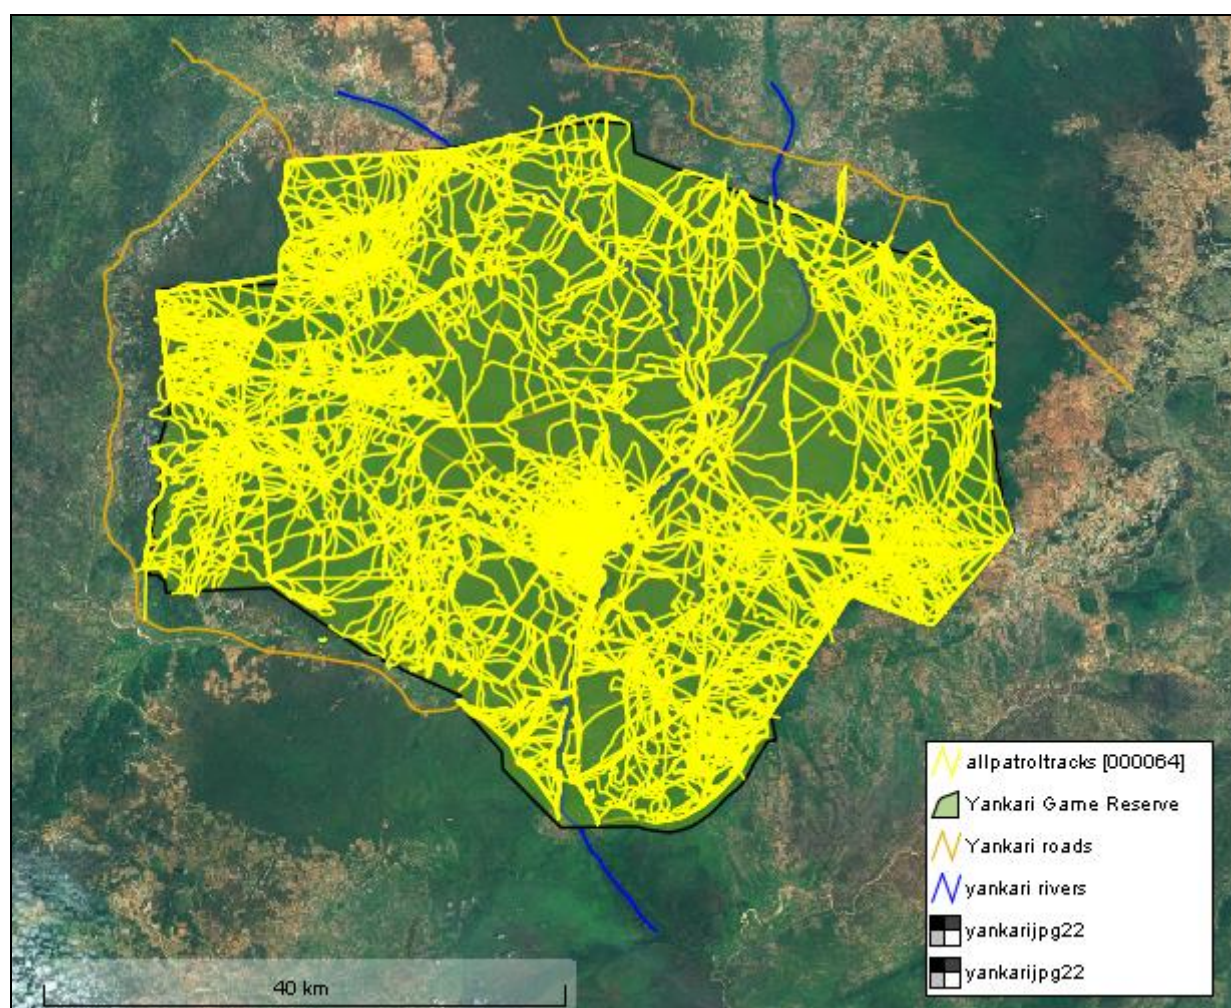 allpatroltracks [000064]
Yankari Game Reserve
Yankari roads
yankari rivers
yankarijpg22
yankarijpg22
40 km